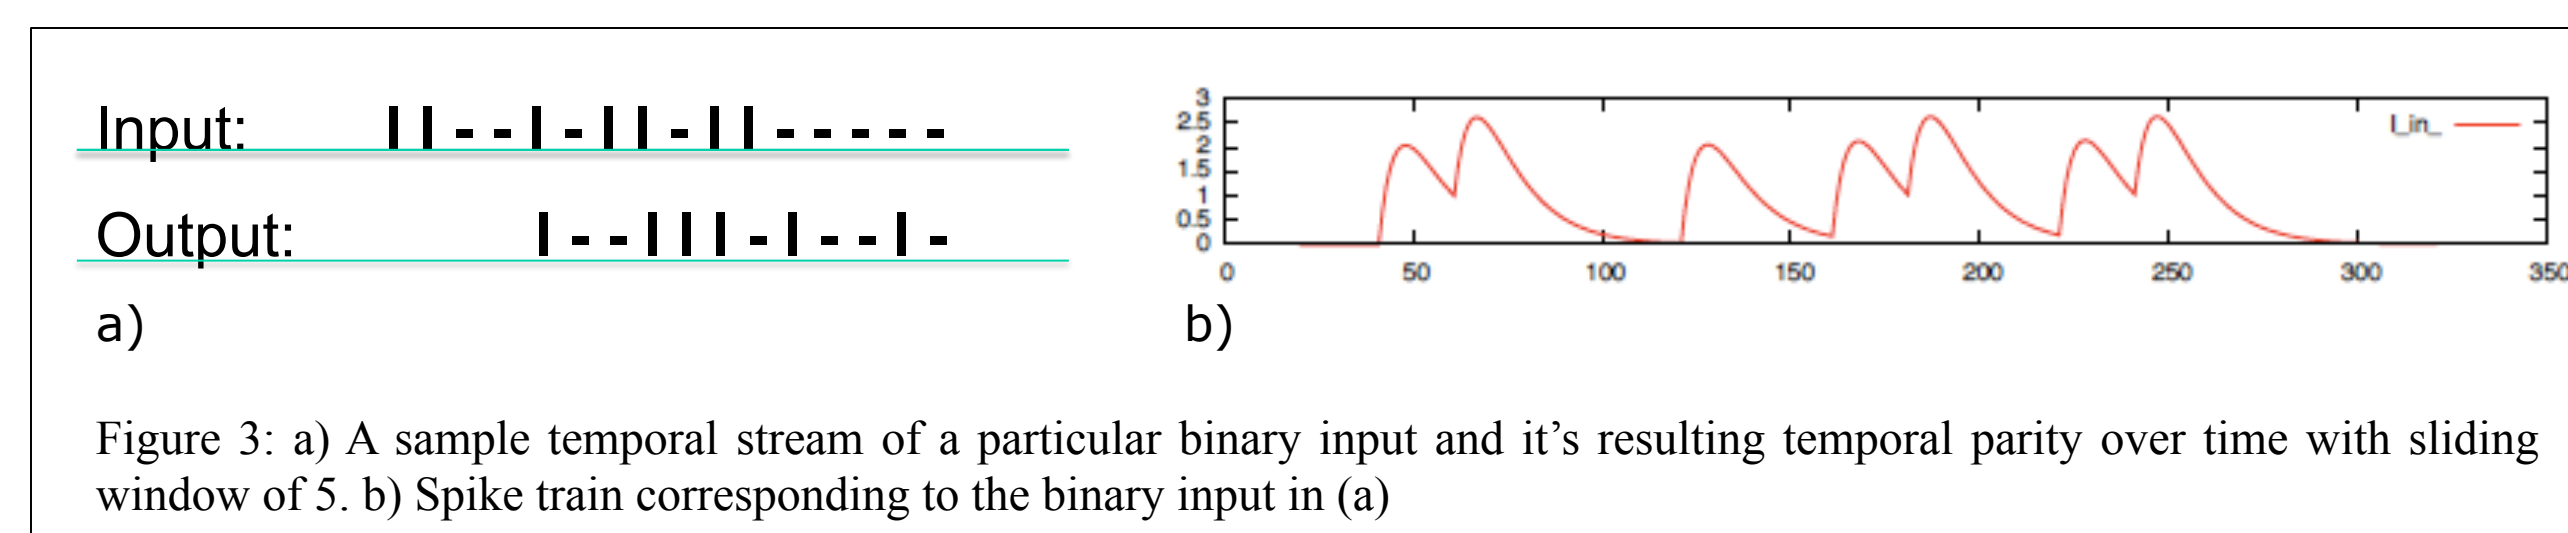 Input: ||--|-||-||-----
Output: |--|||-|--|-
a)
3
2.5
2
1.5
1
0.5
0
I_in_
0 50 100 150 200 250 300 350
b)
Figure 3: a) A sample temporal stream of a particular binary input and it’s resulting temporal parity over time with sliding
window of 5. b) Spike train corresponding to the binary input in (a)